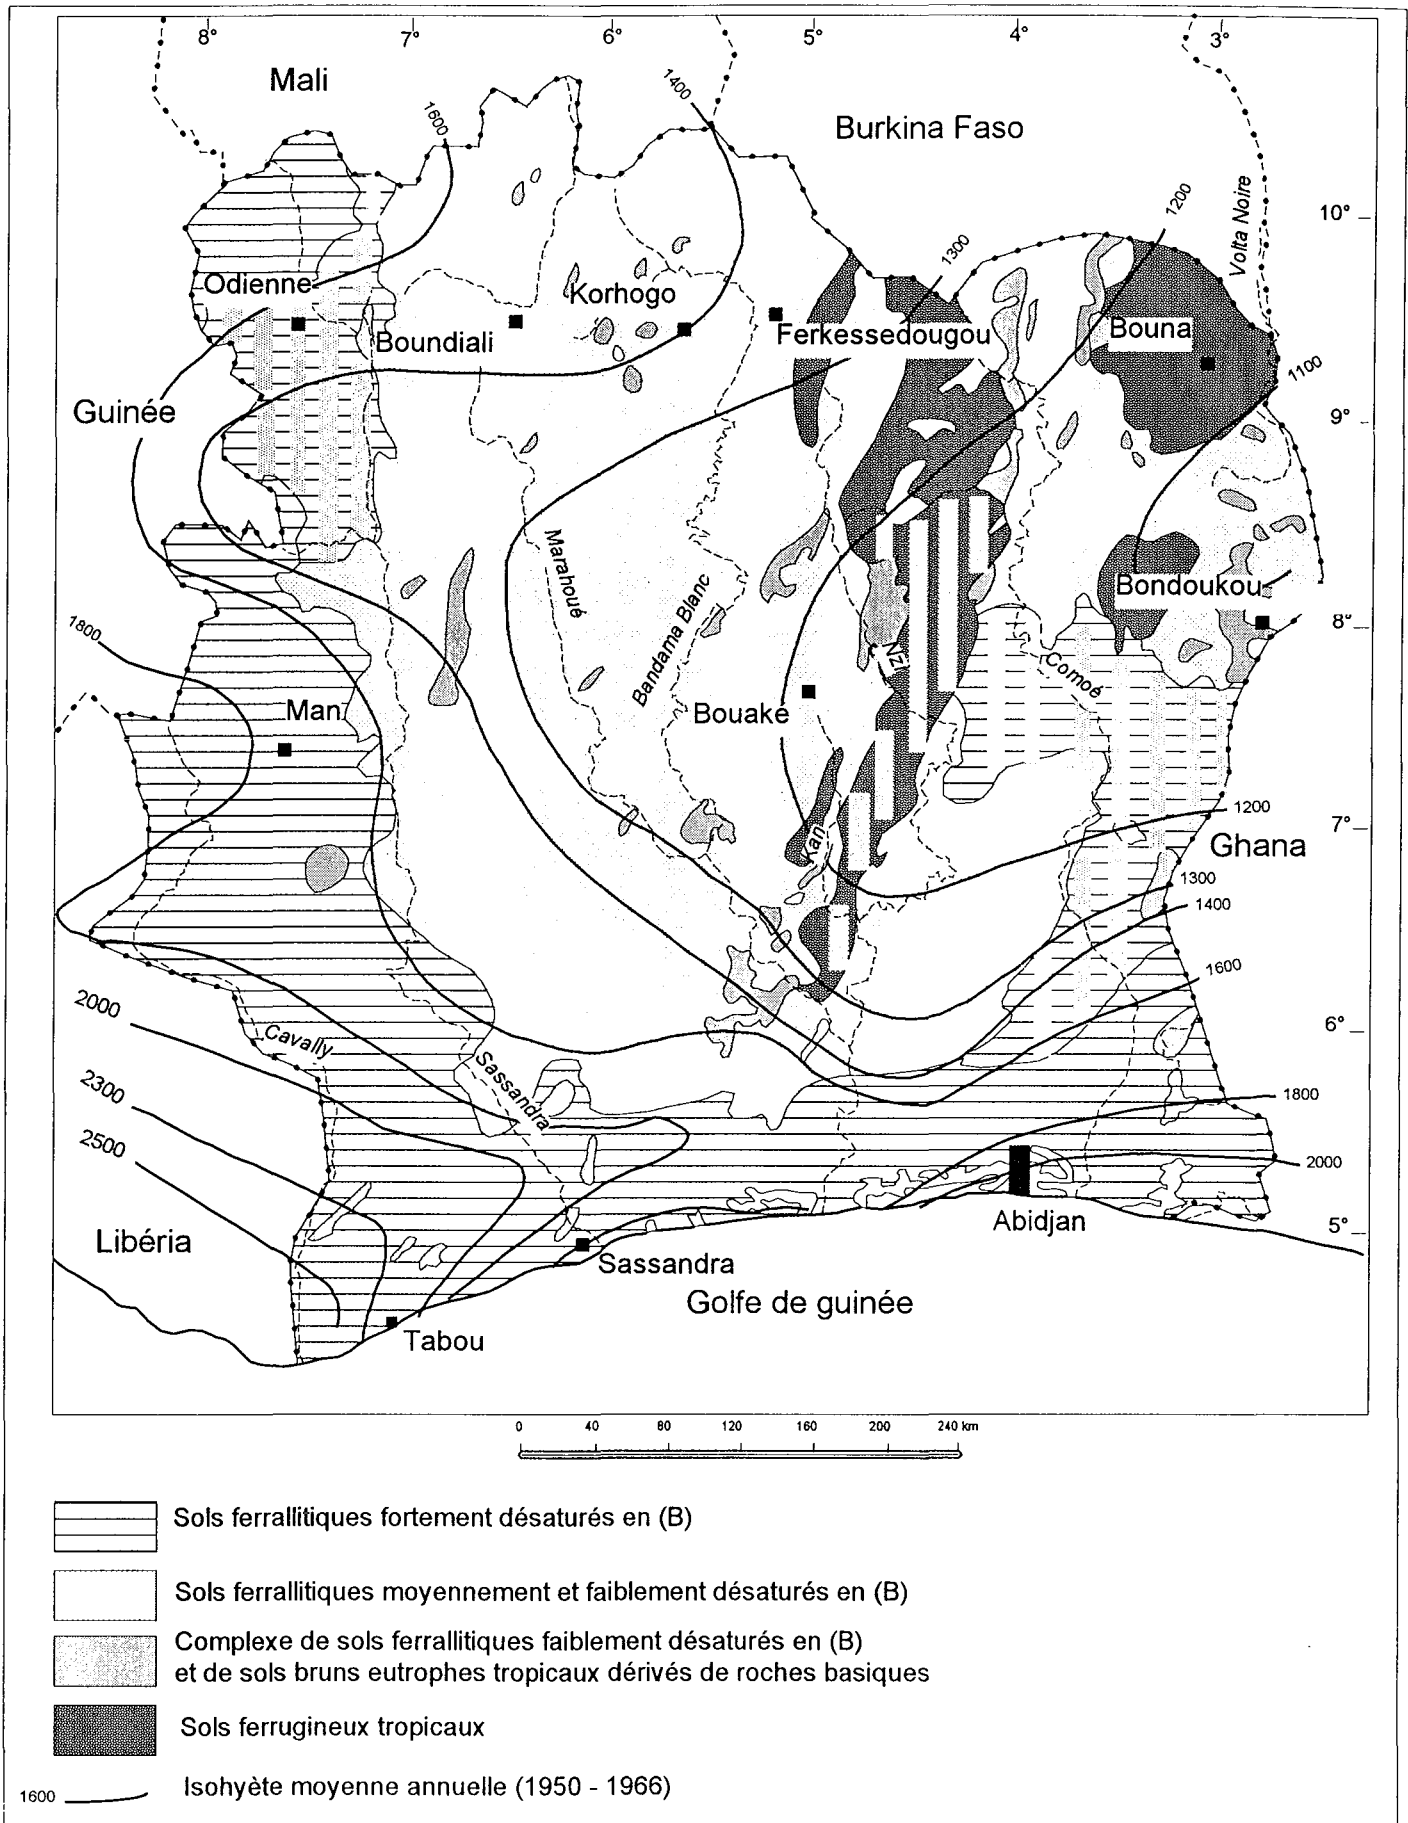 8° 7° 6° 5° 4° 3°
Mali
1400
1600
Burkina Faso
Volta Noire
1200
10°
1300
Odienne
Korhogo
Boundiali
Ferkessedougou
Bouna
1100
Guinée
9°
Marahoué
Bandama Blanc
Bondoukou
8°
1800
Nzi
Comoé
Man
Bouake
1200
7°
Kan
Ghana
1300
1400
1600
2000
6°
Cavally
Sassandra
2300
1800
2500
2000
Abidjan
5°
Libéria
Sassandra
Golfe de guinée
Tabou
0 40 80 120 160 200 240 km
Sols ferrallitiques fortement désaturés en (B)
Sols ferrallitiques moyennement et faiblement désaturés en (B)
Complexe de sols ferrallitiques faiblement désaturés en (B)
et de sols bruns eutrophes tropicaux dérivés de roches basiques
Sols ferrugineux tropicaux
1600 Isohyète moyenne annuelle (1950 - 1966)